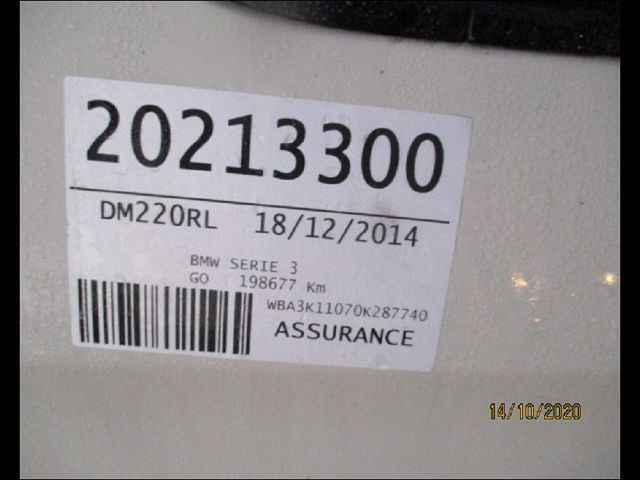 20213300
DM220RL 18/12/2014
BMW SERIE 3
GO 198677 Km
WBA3K11070K287740
ASSURANCE
14/10/2020